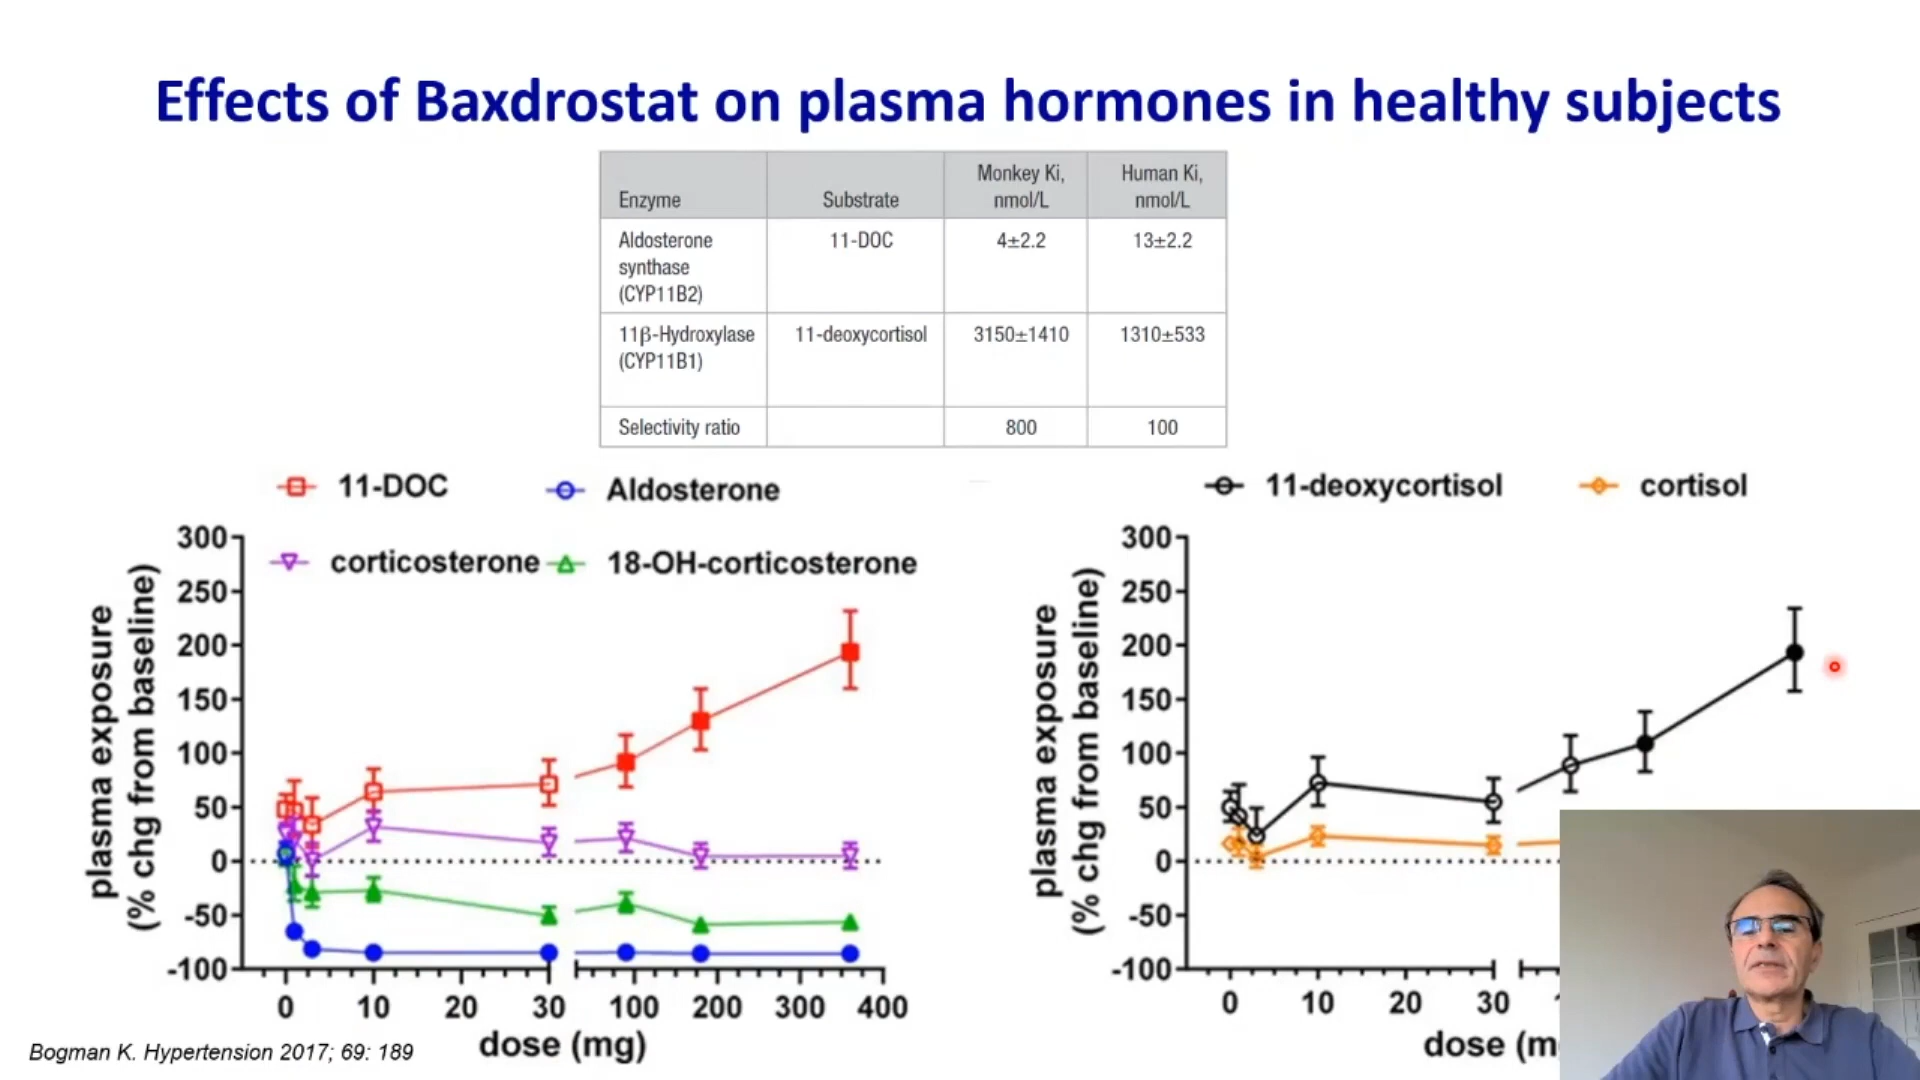 Effects of Baxdrostat on plasma hormones in healthy subjects
Enzyme Substrate Monkey Ki, nmol/L Human Ki, nmol/L
Aldosterone synthase (CYP11B2) 11-DOC 4±2.2 13±2.2
11β-Hydroxylase (CYP11B1) 11-deoxycortisol 3150±1410 1310±533
Selectivity ratio 800 100
11-DOC Aldosterone
corticosterone 18-OH-corticosterone
plasma exposure
(% chg from baseline)
300
250
200
150
100
50
0
-50
-100
0 10 20 30 100 200 300 400
dose (mg)
11-deoxycortisol cortisol
plasma exposure
(% chg from baseline)
300
250
200
150
100
50
0
-50
-100
0 10 20 30
dose (m
Bogman K. Hypertension 2017; 69: 189